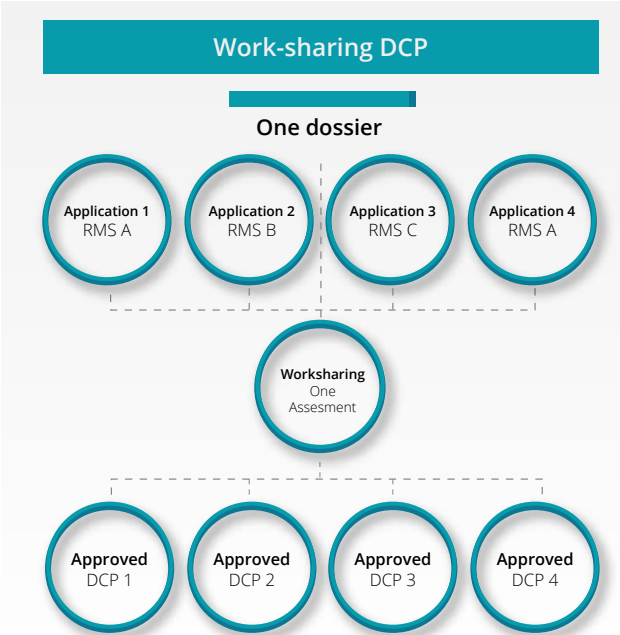 Work-sharing DCP
One dossier
Application 1
RMS A
Application 2
RMS B
Application 3
RMS C
Application 4
RMS A
Worksharing
One
Assesment
Approved
DCP 1
Approved
DCP 2
Approved
DCP 3
Approved
DCP 4